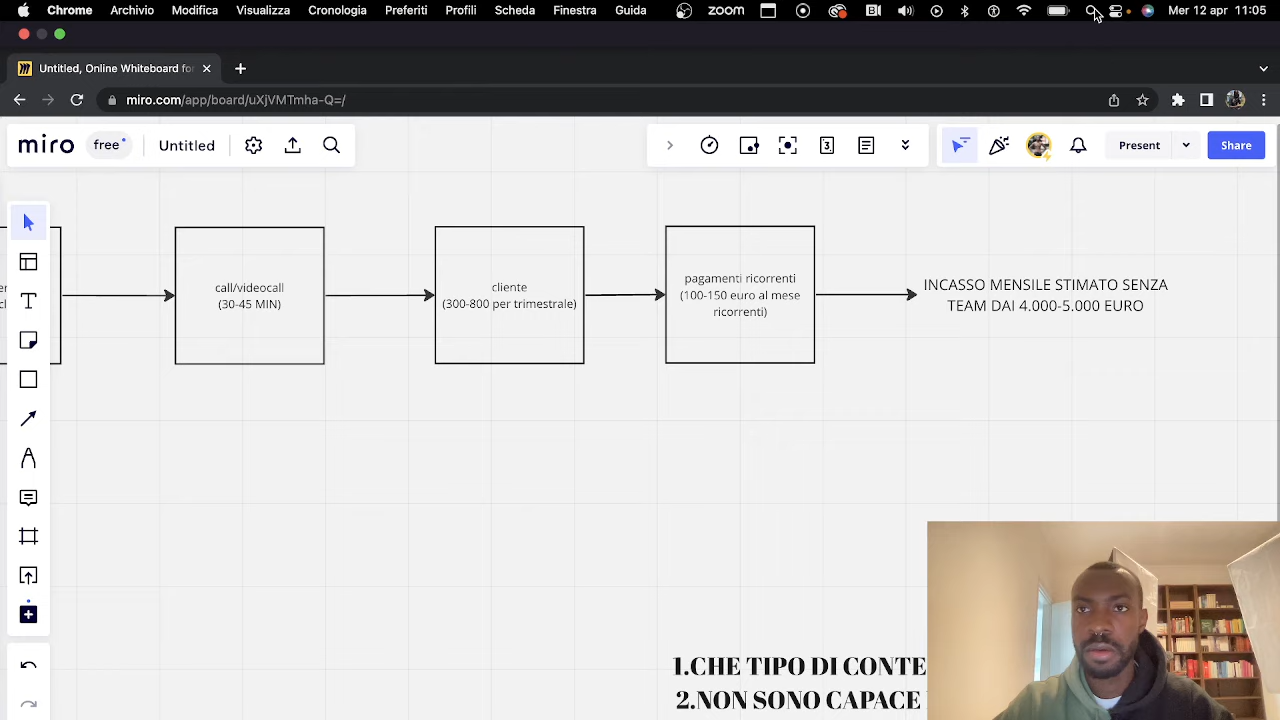 Chrome Archivio Modifica Visualizza Cronologia Preferiti Profili Scheda Finestra Guida zoom Mer 12 apr 11:05
Untitled, Online Whiteboard for
miro.com/app/board/uXjVMTmha-Q=/
miro free Untitled 3 Present Share
call/videocall
(30-45 MIN)
cliente
(300-800 per trimestrale)
pagamenti ricorrenti
(100-150 euro al mese
ricorrenti)
INCASSO MENSILE STIMATO SENZA
TEAM DAI 4.000-5.000 EURO
1.CHE TIPO DI CONTE
2.NON SONO CAPACE